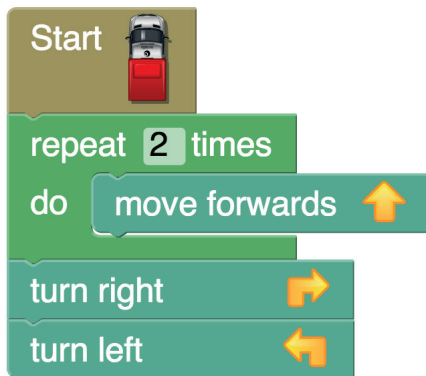 Start
repeat 2 times
do move forwards
turn right
turn left